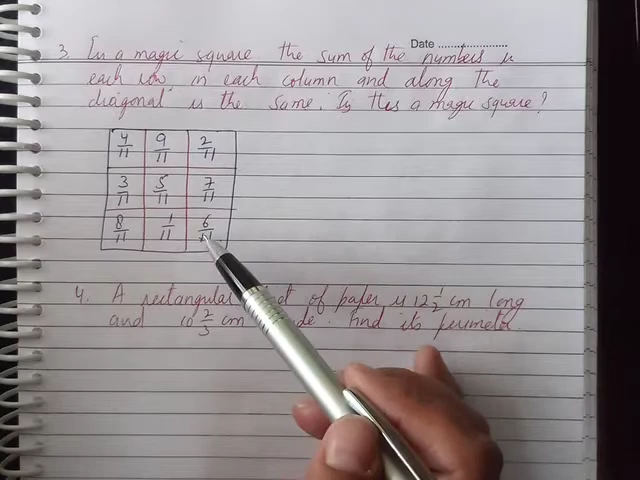 Date
3. In a magic square the sum of the numbers in
each row in each column and along the
diagonal is the same. Is this a magic square?
4/11 9/11 2/11
3/11 5/11 7/11
8/11 1/11 6/11
4. A rectangular of paper is 12 1/2 cm long
and 10 2/3 cm . Find its perimeter.